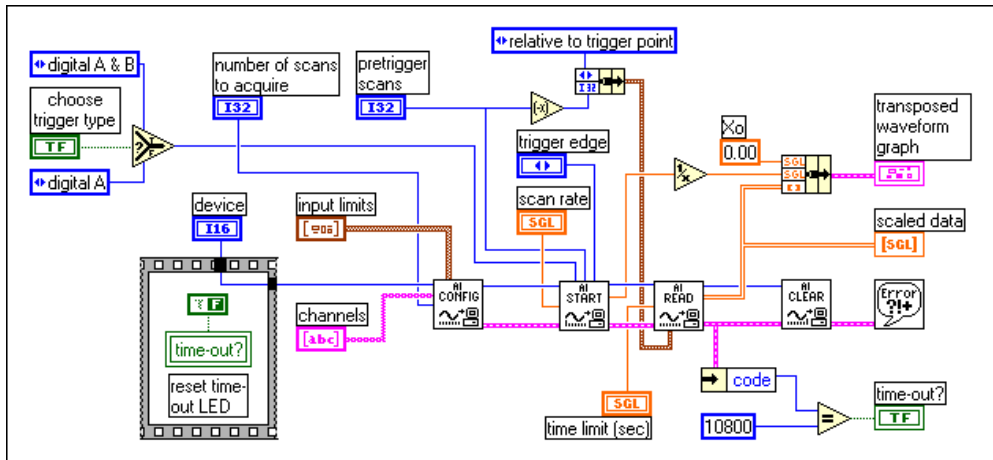 relative to trigger point
digital A & B
number of scans
to acquire
I32
pretrigger
scans
I32
I32
(-x)
choose
trigger type
TF
?
T
F
digital A
trigger edge
Xo
0.00
transposed
waveform
graph
SGL
SGL
1/x
device
I16
input limits
scan rate
SGL
scaled data
[SGL]
AI
CONFIG
AI
START
AI
READ
AI
CLEAR
Error
?!+
channels
[abc]
F
time-out?
reset time-
out LED
code
SGL
time limit (sec)
10800
=
time-out?
TF